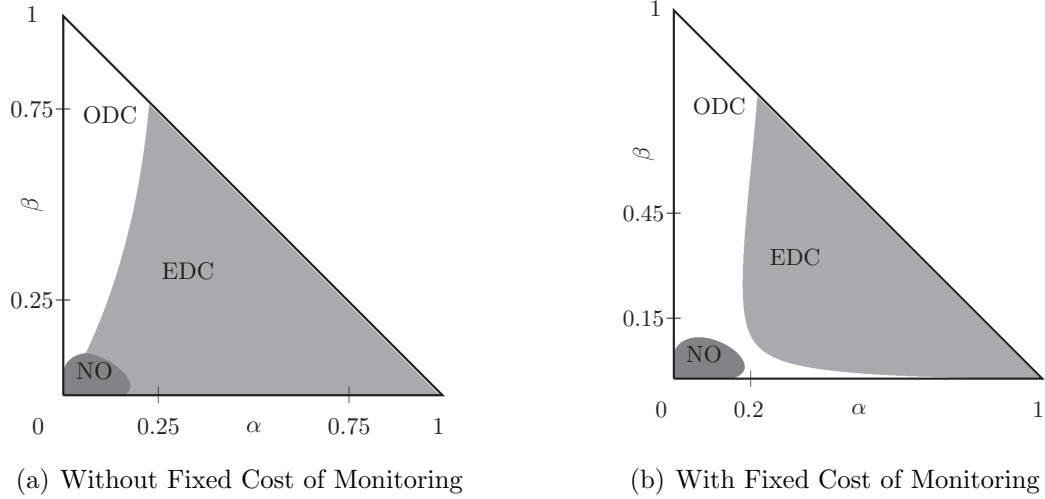 1
0.75
ODC
β
EDC
0.25
NO
0
0.25
α
0.75
1
(a) Without Fixed Cost of Monitoring
1
ODC
β
0.45
EDC
0.15
NO
0
0.2
α
1
(b) With Fixed Cost of Monitoring